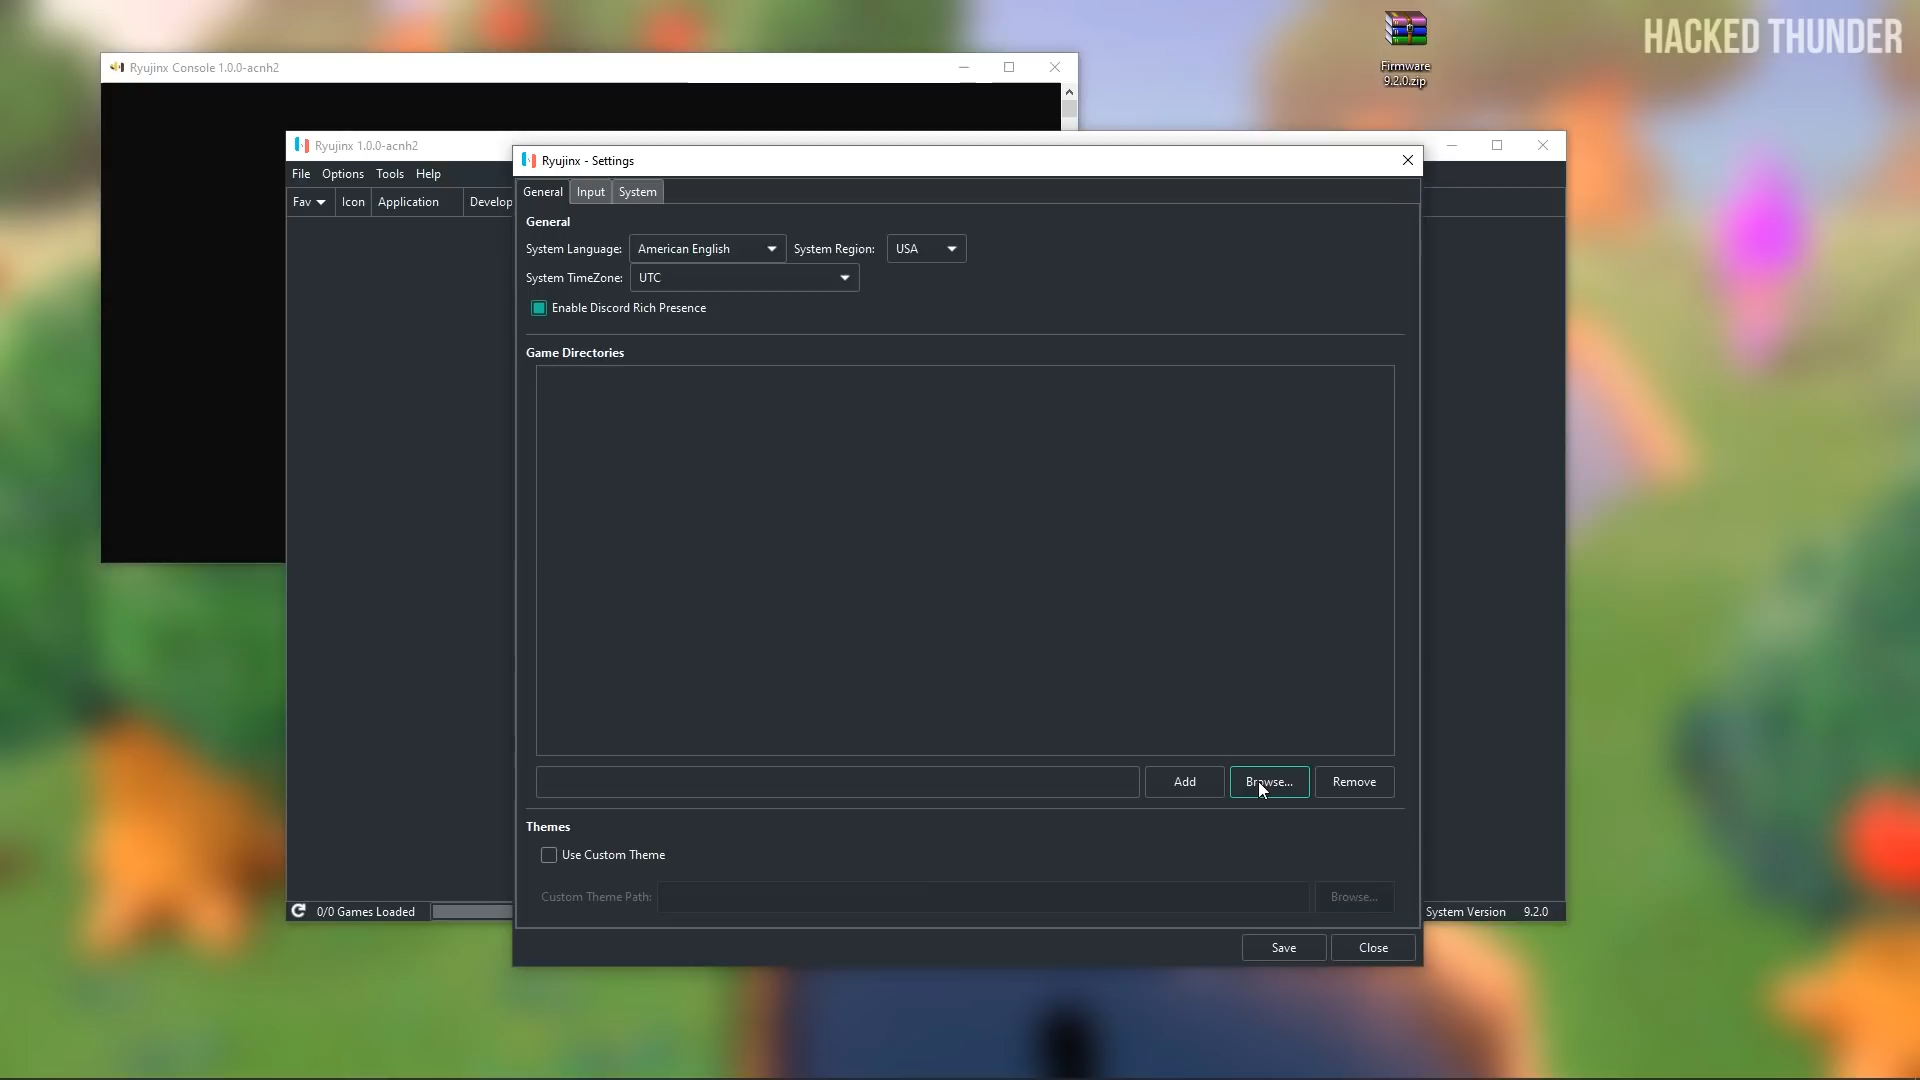 HACKED THUNDER
Firmware
9.2.0.zip
Ryujinx Console 1.0.0-acnh2
Ryujinx 1.0.0-acnh2
File Options Tools Help
Fav Icon Application Develop
Ryujinx - Settings
General Input System
General
System Language: American English System Region: USA
System TimeZone: UTC
Enable Discord Rich Presence
Game Directories
Add Browse... Remove
Themes
Use Custom Theme
Custom Theme Path: Browse...
Save Close
0/0 Games Loaded
System Version 9.2.0